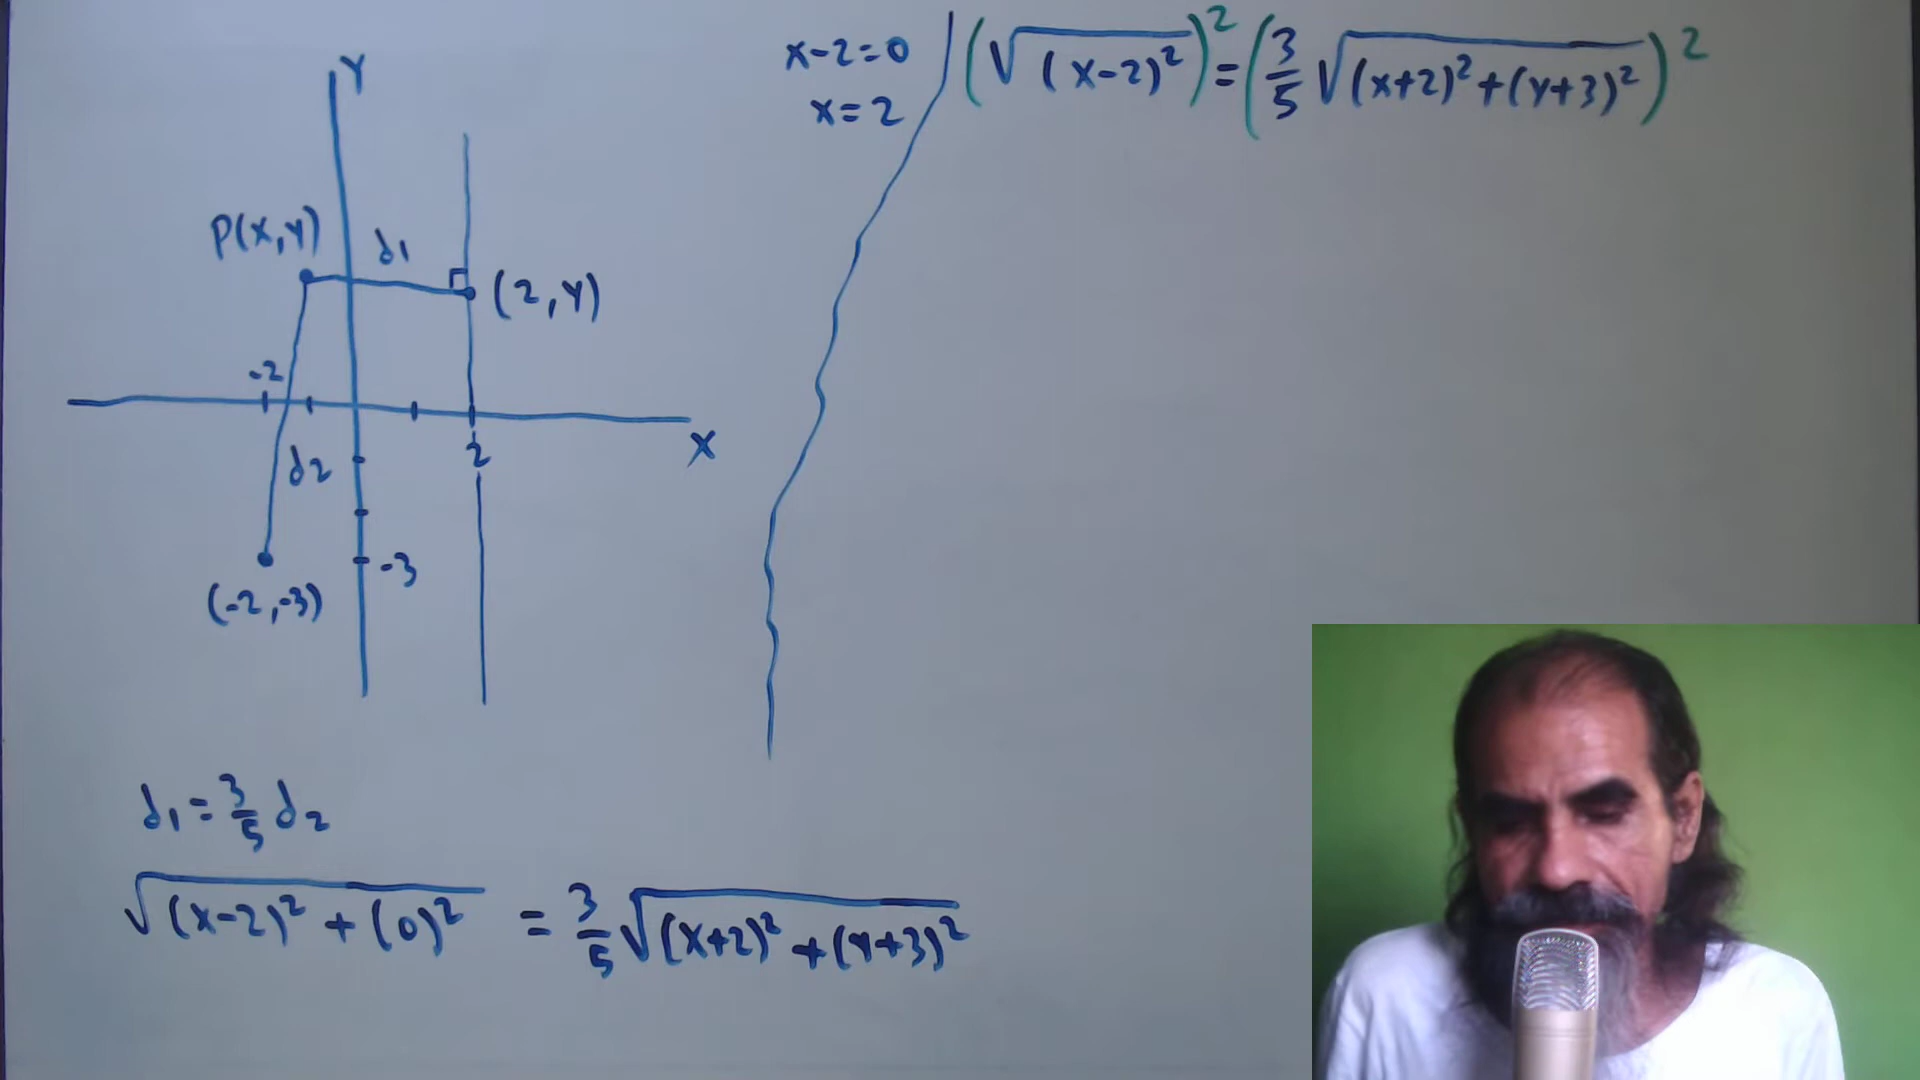 Y
P(x,y)
d1
(2,y)
-2
X
2
d2
-3
(-2,-3)
d1 = 3/5 d2
√((x-2)² + (0)²) = 3/5 √((x+2)² + (y+3)²)
x-2=0
x=2
(√((x-2)²))² = (3/5 √((x+2)² + (y+3)²))²